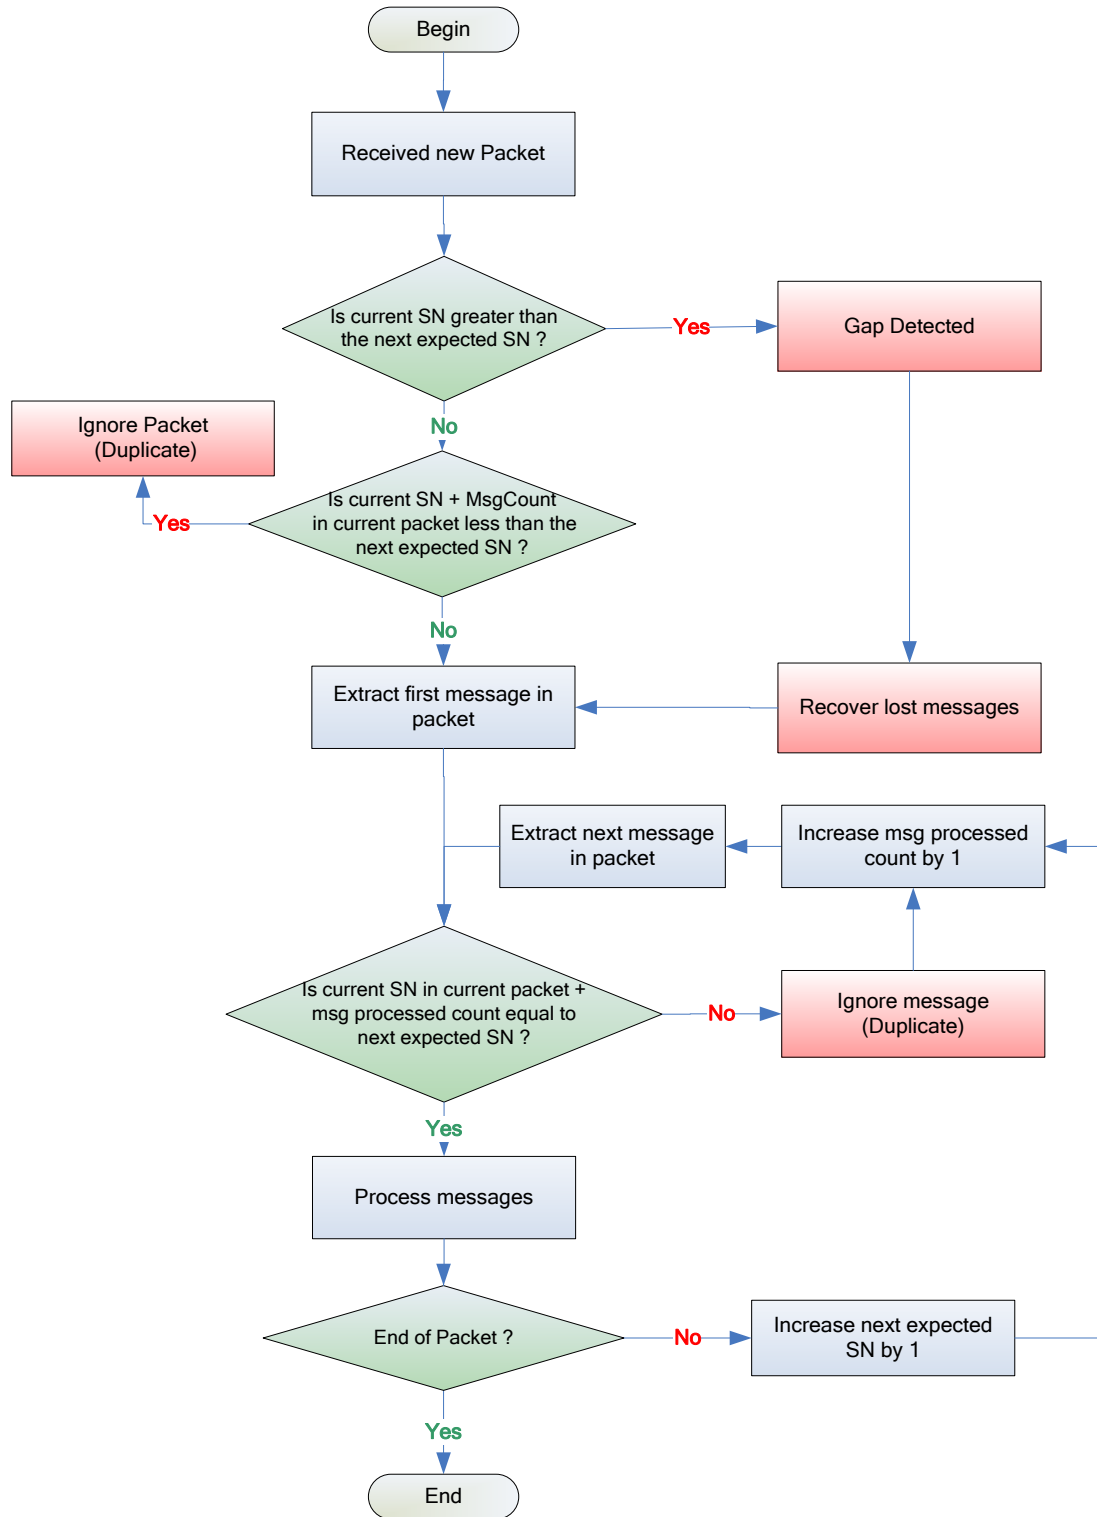 Begin
Received new Packet
Is current SN greater than
the next expected SN ?
Yes
Gap Detected
No
Ignore Packet
(Duplicate)
Yes
Is current SN + MsgCount
in current packet less than the
next expected SN ?
No
Extract first message in
packet
Recover lost messages
Extract next message
in packet
Increase msg processed
count by 1
Is current SN in current packet +
msg processed count equal to
next expected SN ?
No
Ignore message
(Duplicate)
Yes
Process messages
End of Packet ?
No
Increase next expected
SN by 1
Yes
End